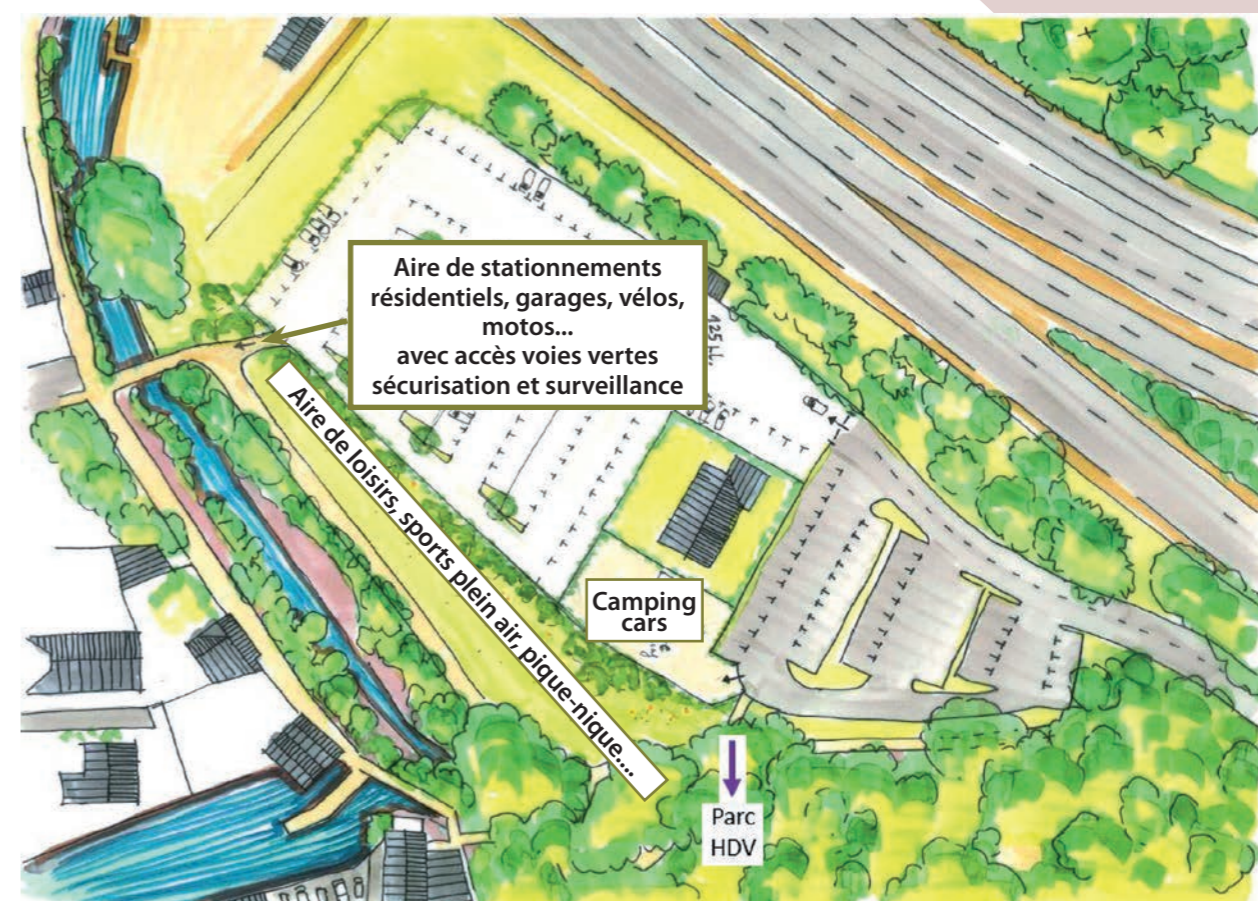 Aire de stationnements
résidentiels, garages, vélos,
motos...
avec accès voies vertes
sécurisation et surveillance
Aire de loisirs, sports plein air, pique-nique....
Camping
cars
Parc
HDV